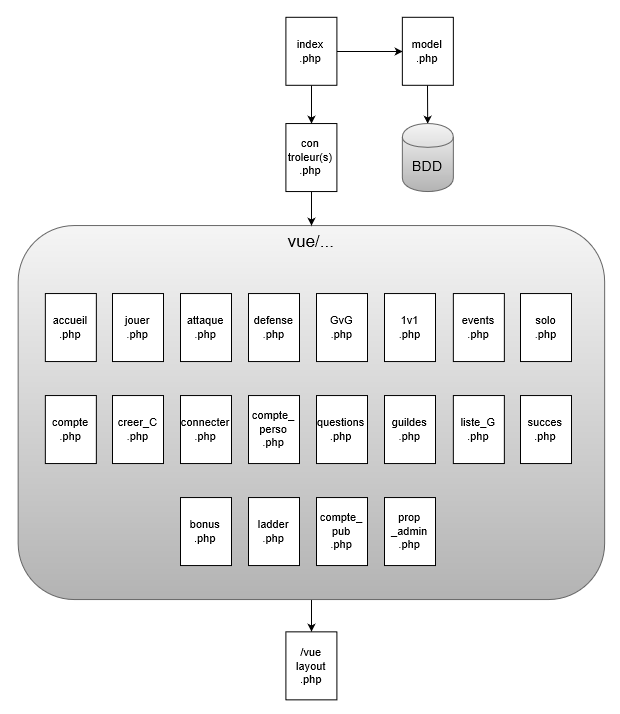 index
.php
model
.php
con
troleur(s)
.php
BDD
vue/...
accueil
.php
jouer
.php
attaque
.php
defense
.php
GvG
.php
1v1
.php
events
.php
solo
.php
compte
.php
creer_C
.php
connecter
.php
compte_
perso
.php
questions
.php
guildes
.php
liste_G
.php
succes
.php
bonus
.php
ladder
.php
compte_
pub
.php
prop
_admin
.php
/vue
layout
.php